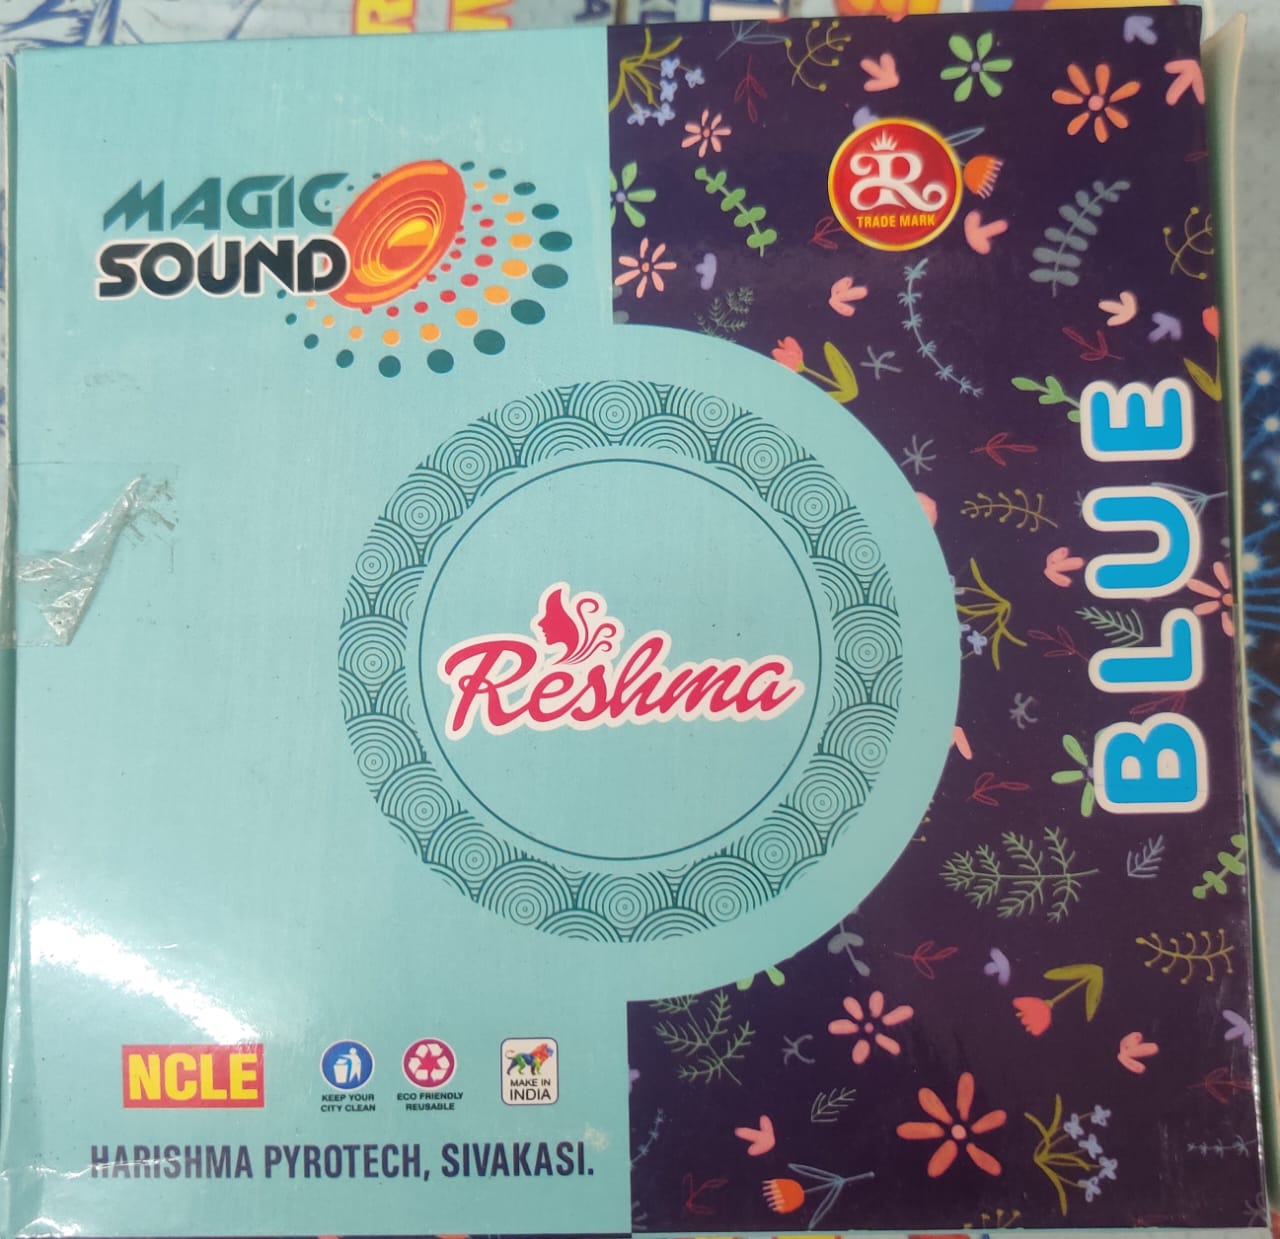 MAGIC
SOUND
R
TRADE MARK
Reshma
BLUE
NCLE
KEEP YOUR
CITY CLEAN
ECO FRIENDLY
REUSABLE
MAKE IN
INDIA
HARISHMA PYROTECH, SIVAKASI.